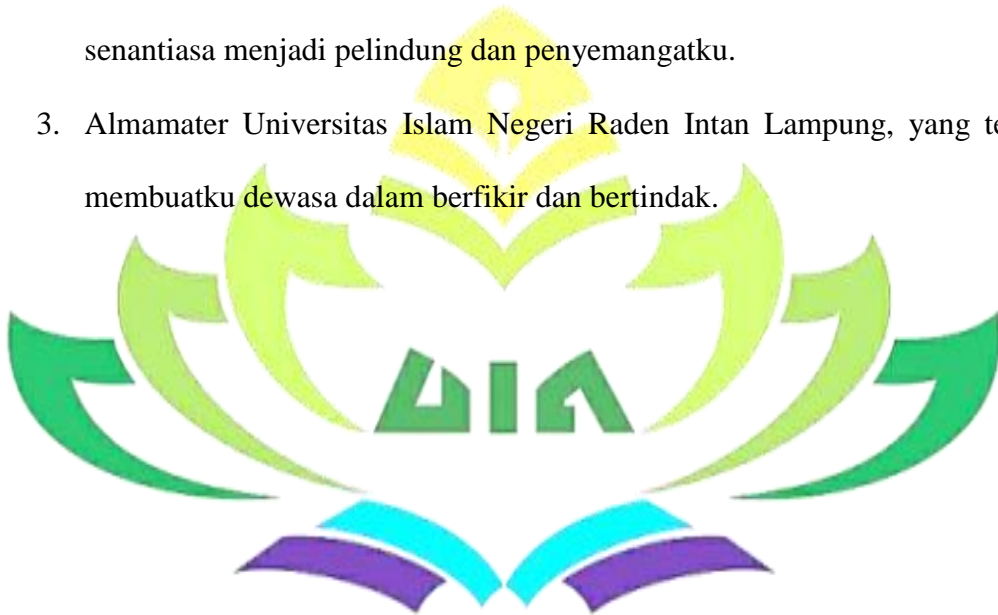 senantiasa menjadi pelindung dan penyemangatku.
3. Almamater Universitas Islam Negeri Raden Intan Lampung, yang
membuatku dewasa dalam berfikir dan bertindak.